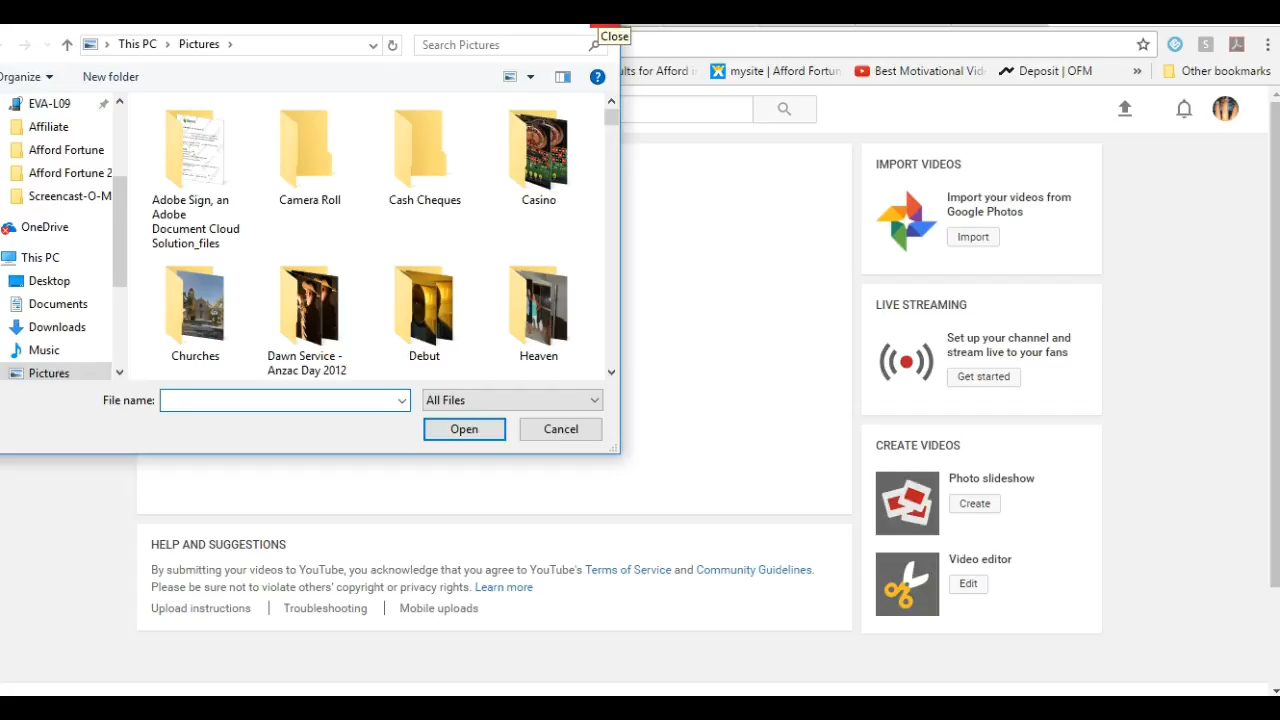 Close
This PC
Pictures
Search Pictures
Organize
New folder
EVA-L09
Affiliate
Afford Fortune
Afford Fortune 2
Screencast-O-M
OneDrive
This PC
Desktop
Documents
Downloads
Music
Pictures
Adobe Sign, an
Adobe
Document Cloud
Solution_files
Camera Roll
Cash Cheques
Casino
Churches
Dawn Service -
Anzac Day 2012
Debut
Heaven
File name:
All Files
Open
Cancel
ults for Afford i
mysite | Afford Fortun
Best Motivational Vid
Deposit | OFM
»
Other bookmarks
IMPORT VIDEOS
Import your videos from
Google Photos
Import
LIVE STREAMING
Set up your channel and
stream live to your fans
Get started
CREATE VIDEOS
Photo slideshow
Create
Video editor
Edit
HELP AND SUGGESTIONS
By submitting your videos to YouTube, you acknowledge that you agree to YouTube's Terms of Service and Community Guidelines.
Please be sure not to violate others' copyright or privacy rights. Learn more
Upload instructions | Troubleshooting | Mobile uploads